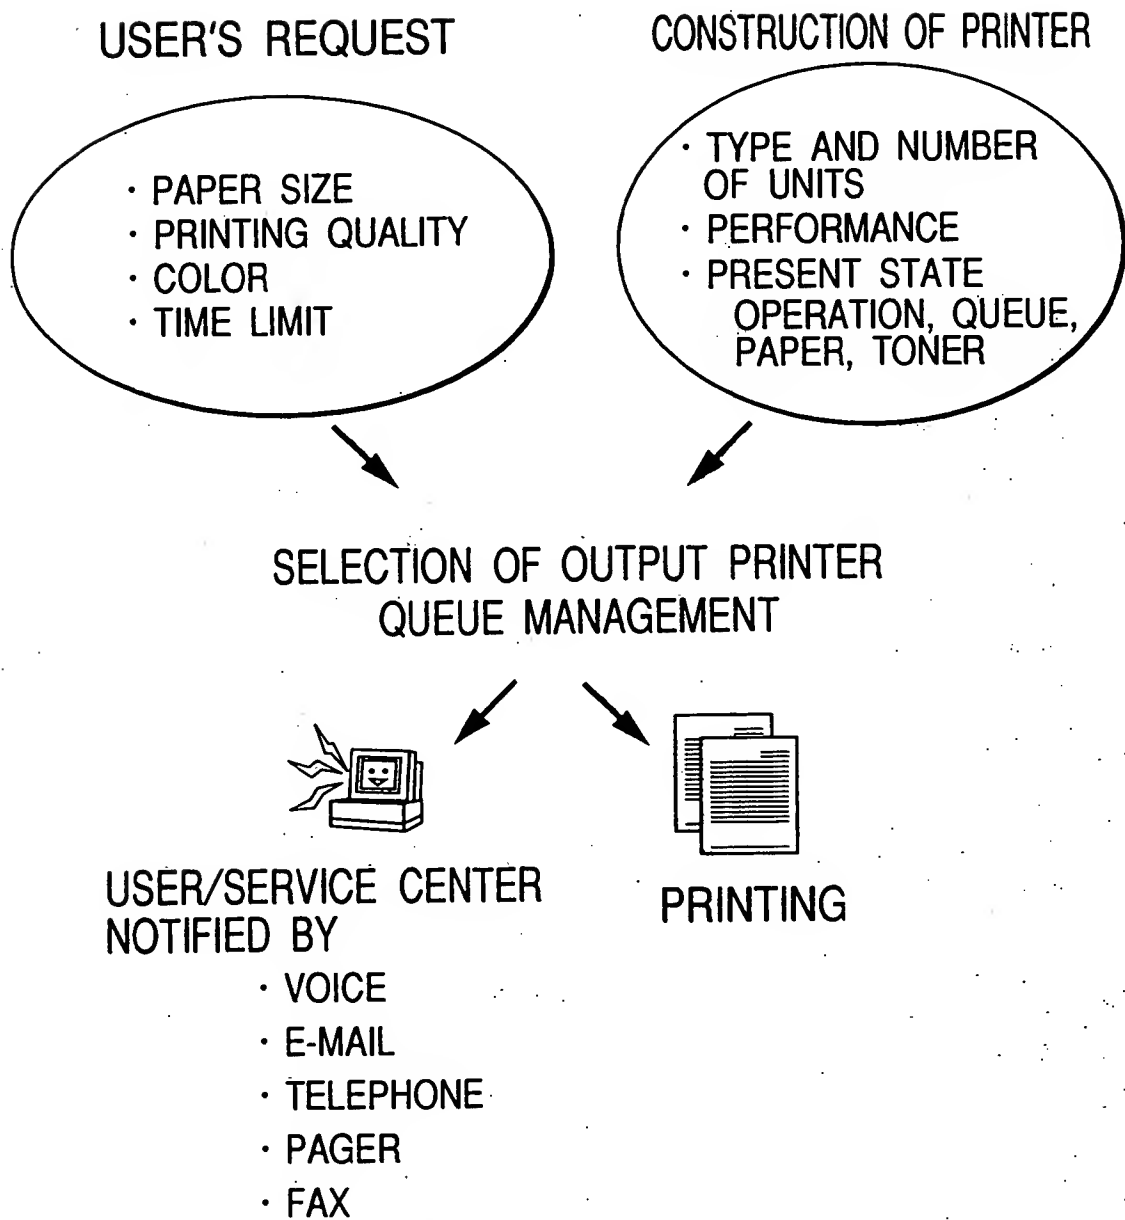 USER'S REQUEST
· PAPER SIZE
· PRINTING QUALITY
· COLOR
· TIME LIMIT
CONSTRUCTION OF PRINTER
· TYPE AND NUMBER
OF UNITS
· PERFORMANCE
· PRESENT STATE
OPERATION, QUEUE,
PAPER, TONER
SELECTION OF OUTPUT PRINTER
QUEUE MANAGEMENT
USER/SERVICE CENTER
NOTIFIED BY
· VOICE
· E-MAIL
· TELEPHONE
· PAGER
· FAX
PRINTING